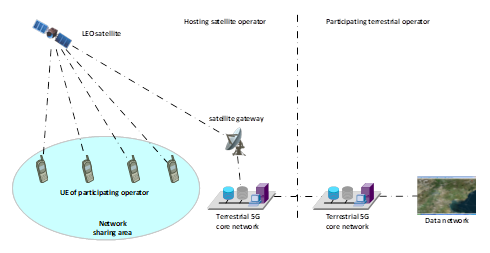 Hosting satellite operator
Participating terrestrial operator
LEO satellite
satellite gateway
UE of participating operator
Network
sharing area
Terrestrial 5G
core network
Terrestrial 5G
core network
Data network